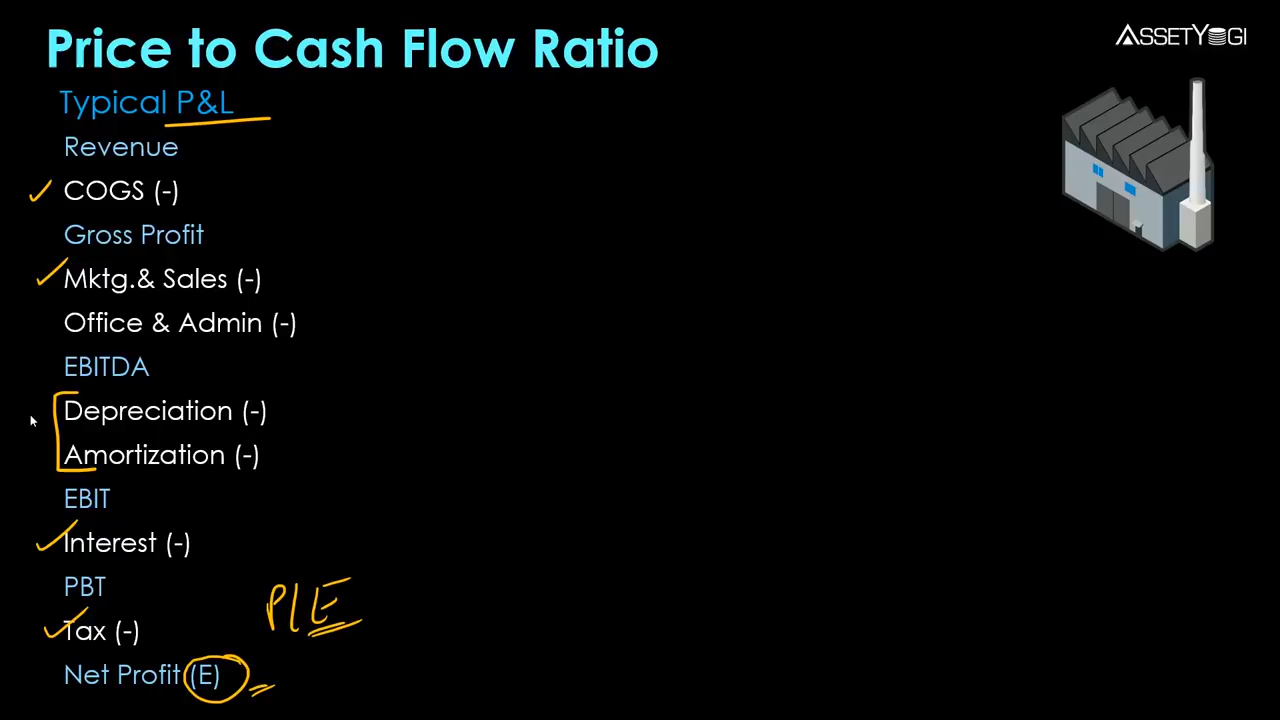 Price to Cash Flow Ratio
ASSETYOGI
Typical P&L
Revenue
COGS (-)
Gross Profit
Mktg.& Sales (-)
Office & Admin (-)
EBITDA
Depreciation (-)
Amortization (-)
EBIT
Interest (-)
PBT
P/E
Tax (-)
Net Profit (E)